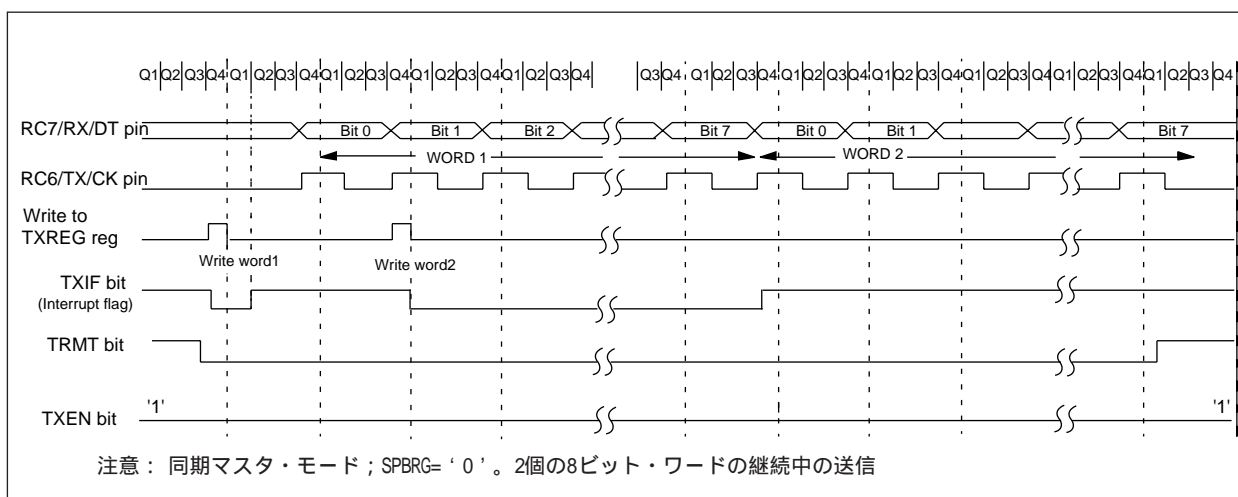 Q1 Q2 Q3 Q4 Q1 Q2 Q3 Q4 Q1 Q2 Q3 Q4 Q1 Q2 Q3 Q4 Q1 Q2 Q3 Q4 Q3 Q4 Q1 Q2 Q3 Q4 Q1 Q2 Q3 Q4 Q1 Q2 Q3 Q4 Q1 Q2 Q3 Q4 Q1 Q2 Q3 Q4 Q1 Q2 Q3 Q4
RC7/RX/DT pin Bit 0 Bit 1 Bit 2 Bit 7 Bit 0 Bit 1 Bit 7
WORD 1 WORD 2
RC6/TX/CK pin
Write to
TXREG reg
Write word1 Write word2
TXIF bit
(Interrupt flag)
TRMT bit
'1' '1'
TXEN bit
注意： 同期マスタ・モード；SPBRG=‘０’。2個の8ビット・ワードの継続中の送信